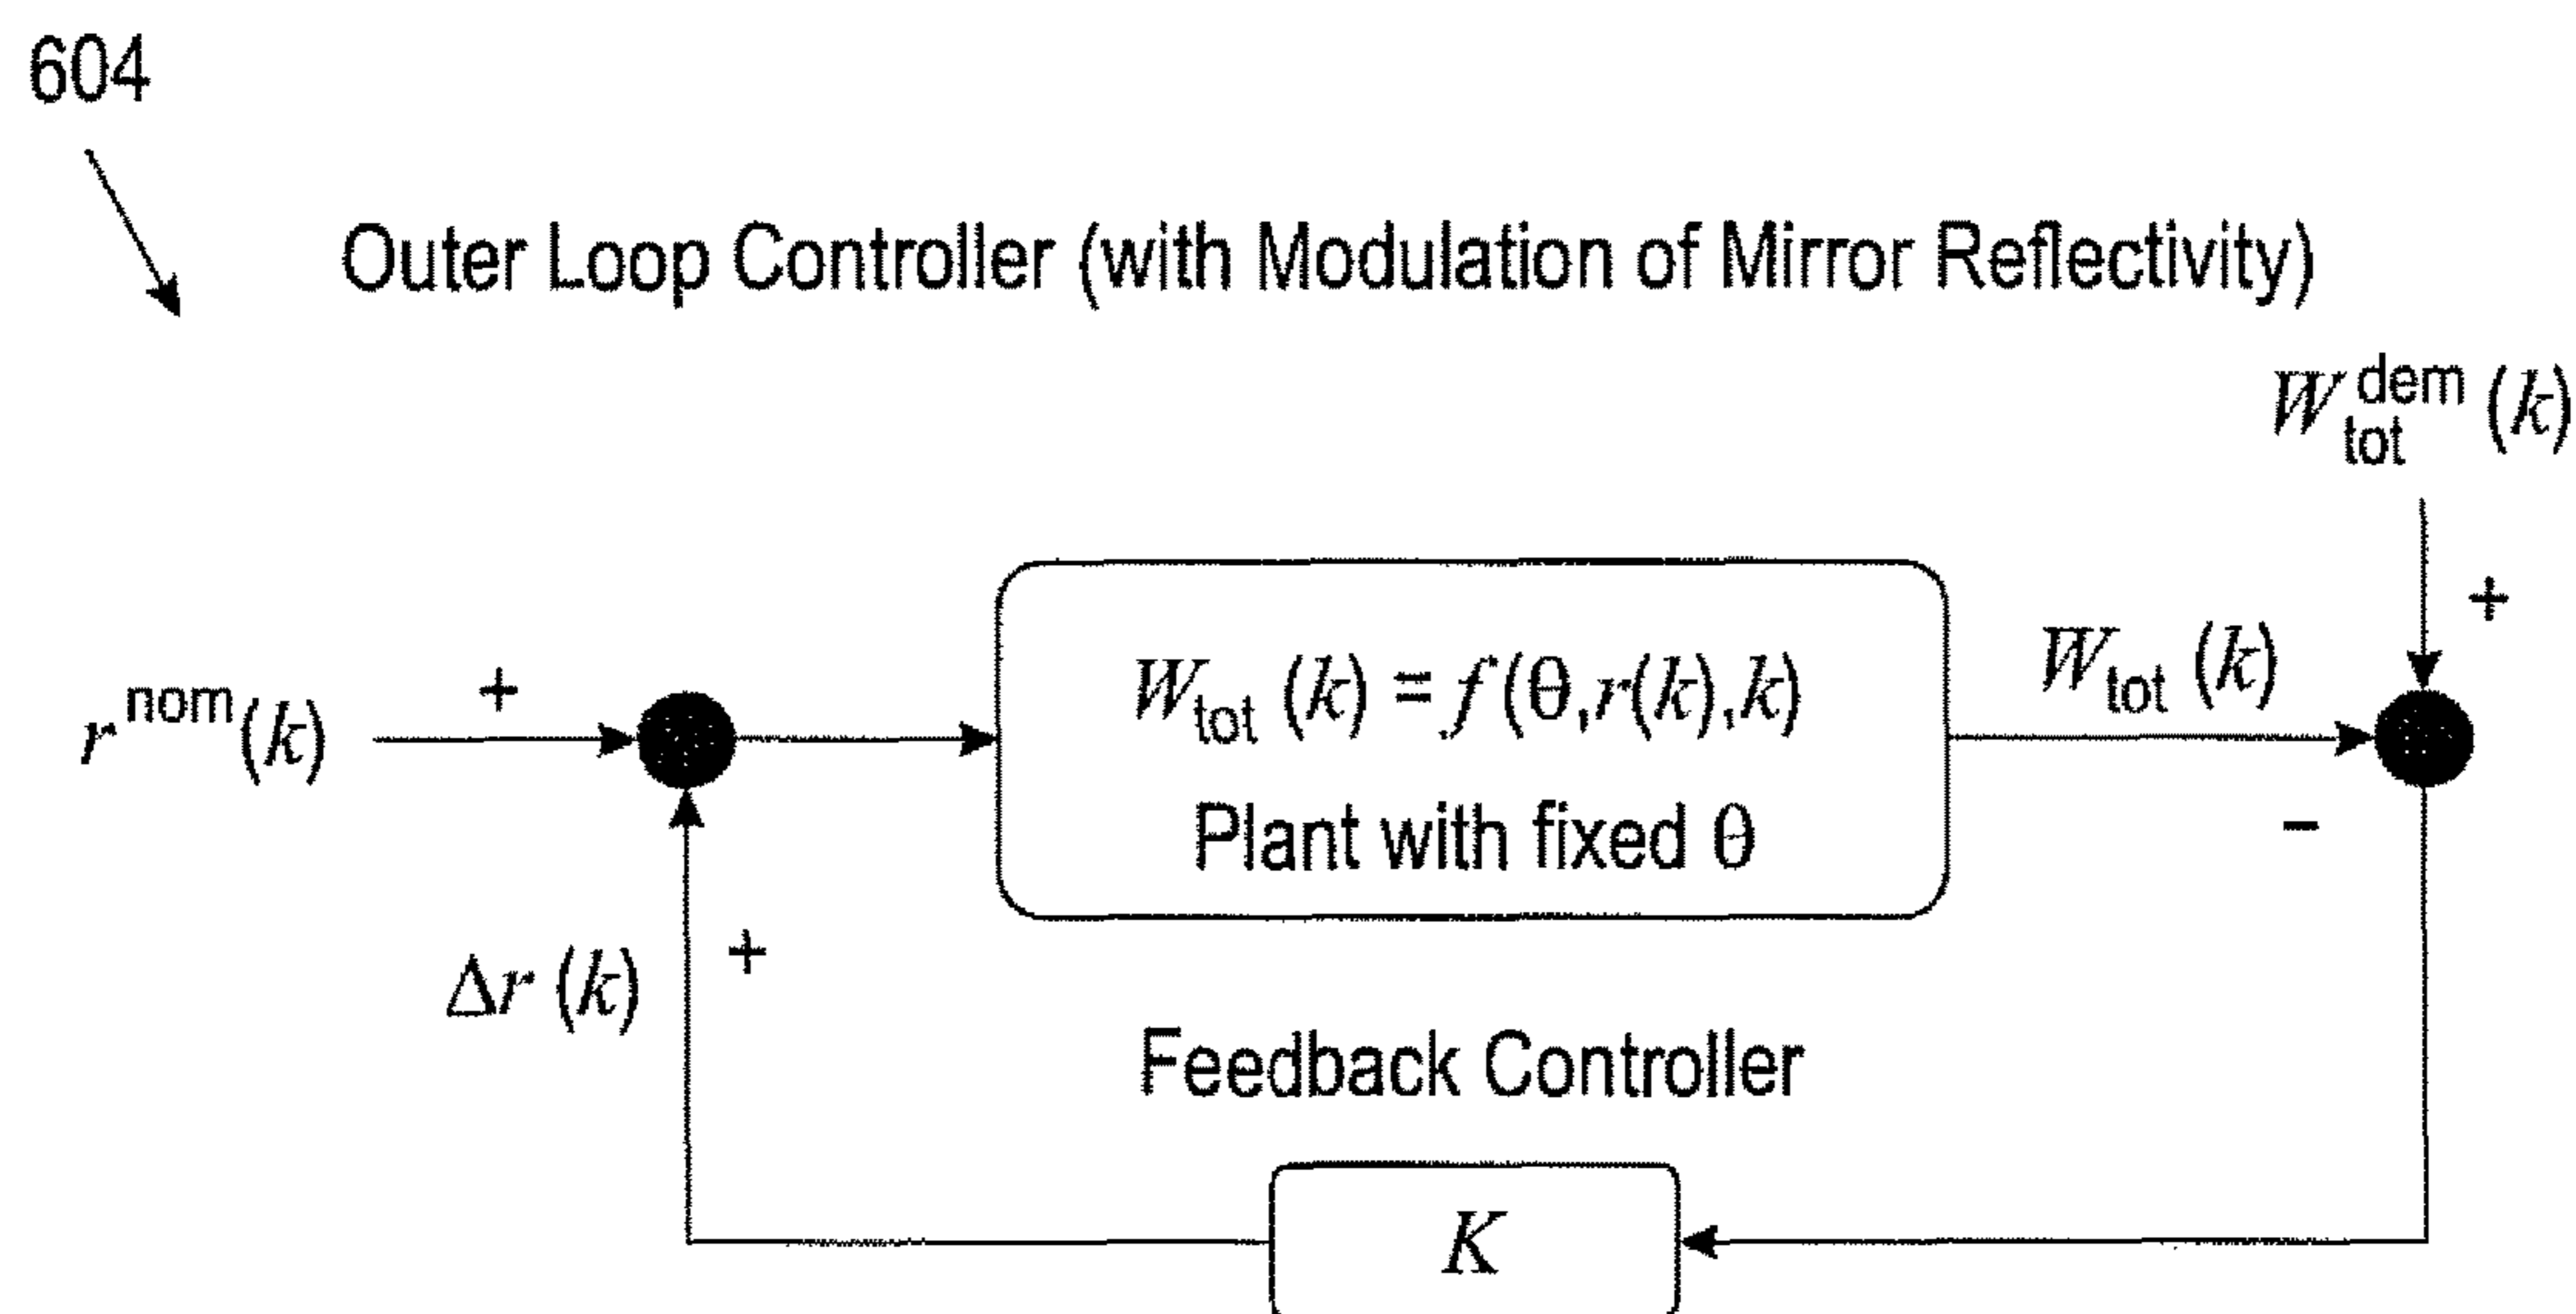 604
Outer Loop Controller (with Modulation of Mirror Reflectivity)
W_tot^dem (k)
+
r^nom (k)
+
W_tot (k) = f (θ,r(k),k)
Plant with fixed θ
W_tot (k)
−
Δr (k)
+
Feedback Controller
K